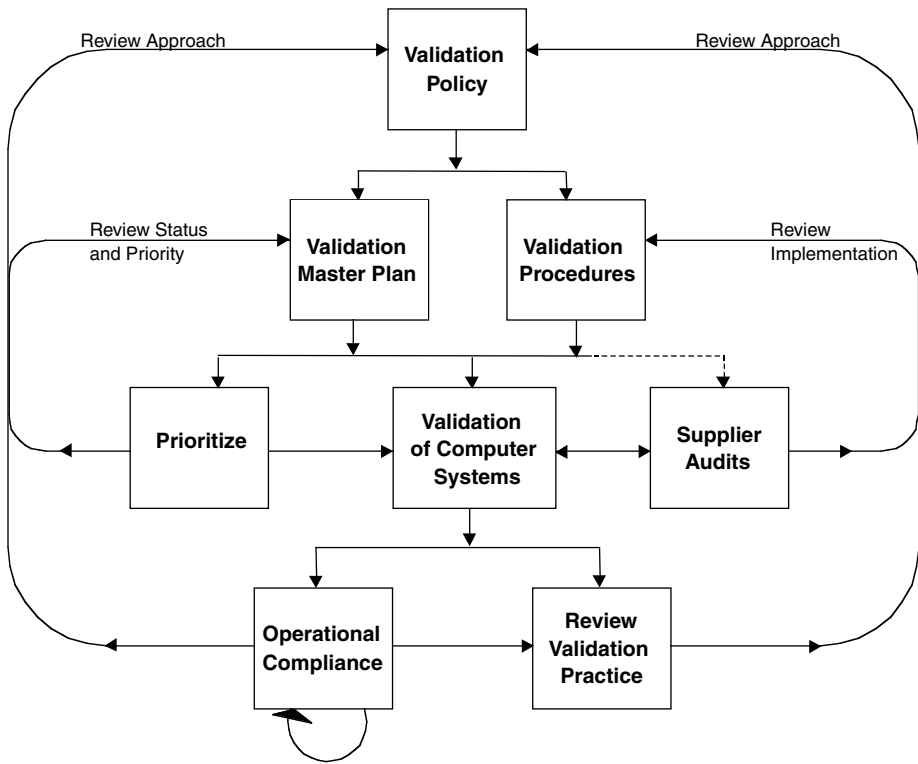 Review Approach
Validation
Policy
Review Approach
Review Status
and Priority
Validation
Master Plan
Validation
Procedures
Review
Implementation
Prioritize
Validation
of Computer
Systems
Supplier
Audits
Operational
Compliance
Review
Validation
Practice